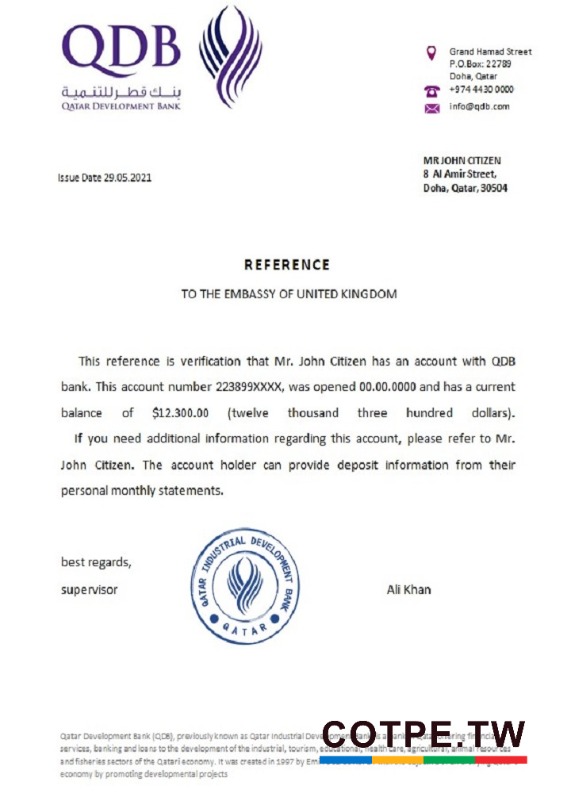 QDB
بنك قطر للتنمية
QATAR DEVELOPMENT BANK
Grand Hamad Street
P.O.Box: 22789
Doha, Qatar
+974 4430 0000
info@qdb.com
MR JOHN CITIZEN
8 Al Amir Street,
Doha, Qatar, 30504
Issue Date 29.05.2021
REFERENCE
TO THE EMBASSY OF UNITED KINGDOM
This reference is verification that Mr. John Citizen has an account with QDB
bank. This account number 223899XXXX, was opened 00.00.0000 and has a current
balance of $12.300.00 (twelve thousand three hundred dollars).
If you need additional information regarding this account, please refer to Mr.
John Citizen. The account holder can provide deposit information from their
personal monthly statements.
best regards,
supervisor
QATAR INDUSTRIAL DEVELOPMENT BANK
QATAR
Ali Khan
Qatar Development Bank (QDB), previously known as Qatar Industrial
services, banking and loans to the development of the industrial, tourism, educational, health care, agricultural, animal resources
and fisheries sectors of the Qatari economy. It was created in 1997 by
economy by promoting developmental projects
COTPE.TW